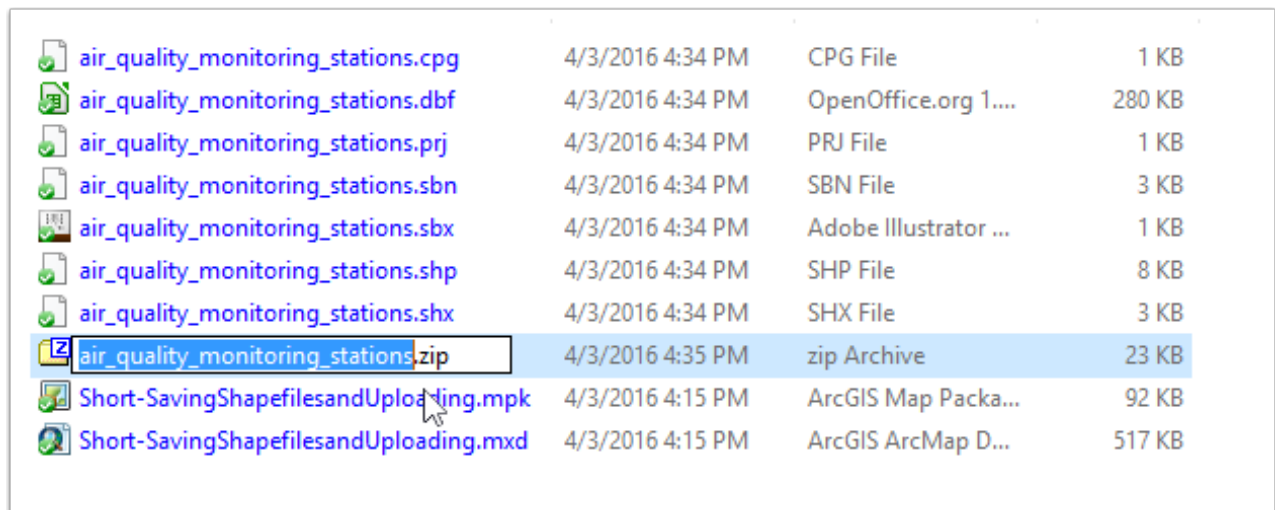 air_quality_monitoring_stations.cpg 4/3/2016 4:34 PM CPG File 1 KB
air_quality_monitoring_stations.dbf 4/3/2016 4:34 PM OpenOffice.org 1.... 280 KB
air_quality_monitoring_stations.prj 4/3/2016 4:34 PM PRJ File 1 KB
air_quality_monitoring_stations.sbn 4/3/2016 4:34 PM SBN File 3 KB
air_quality_monitoring_stations.sbx 4/3/2016 4:34 PM Adobe Illustrator ... 1 KB
air_quality_monitoring_stations.shp 4/3/2016 4:34 PM SHP File 8 KB
air_quality_monitoring_stations.shx 4/3/2016 4:34 PM SHX File 3 KB
air_quality_monitoring_stations.zip 4/3/2016 4:35 PM zip Archive 23 KB
Short-SavingShapefilesandUploading.mpk 4/3/2016 4:15 PM ArcGIS Map Packa... 92 KB
Short-SavingShapefilesandUploading.mxd 4/3/2016 4:15 PM ArcGIS ArcMap D... 517 KB